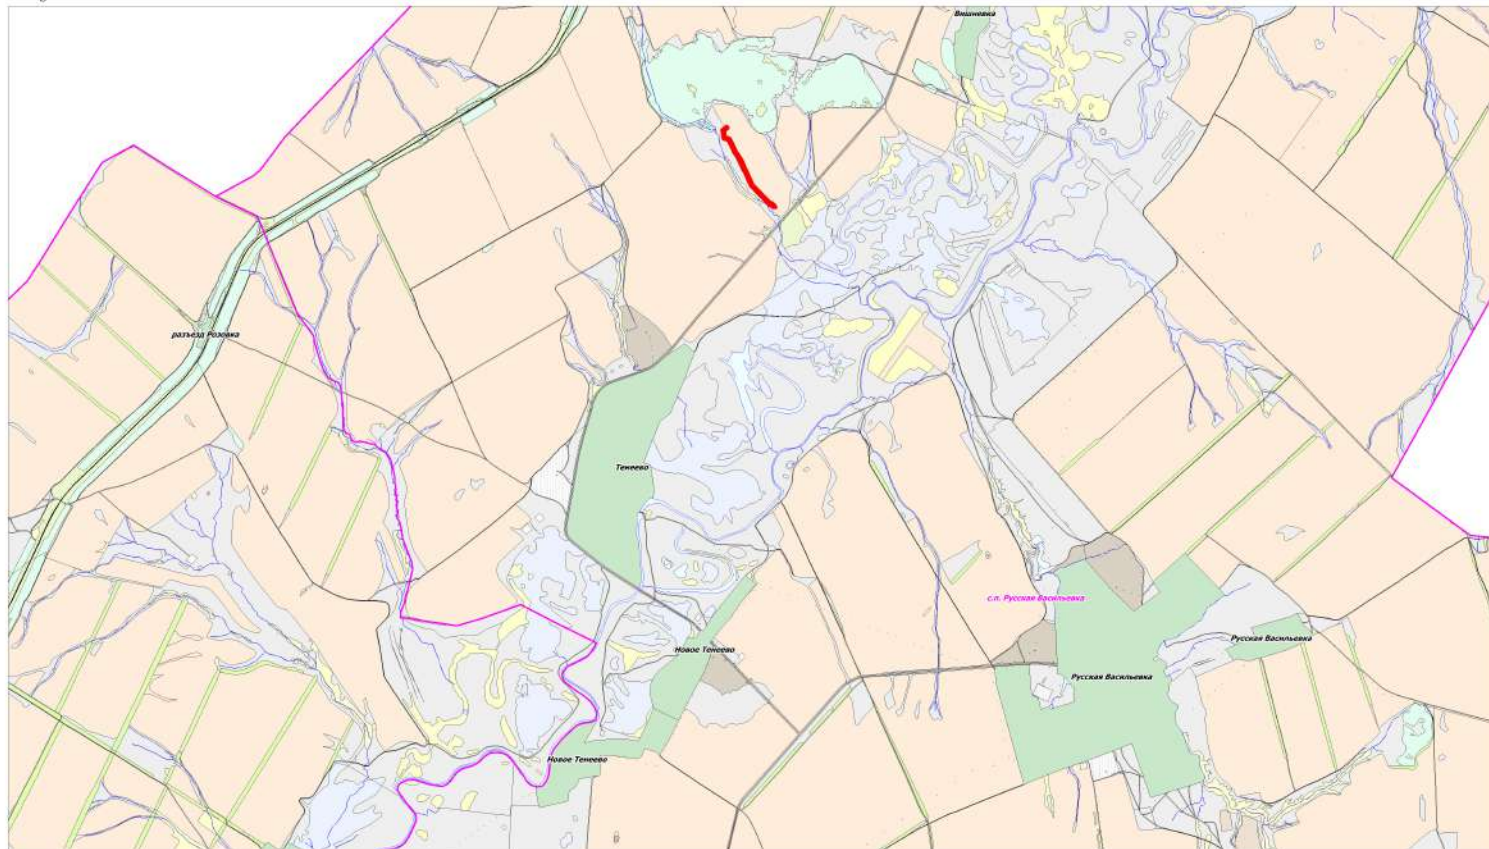 Вишневка
разъезд Розовка
Тенеево
с.п. Русская Васильевка
Русская Васильевка
Новое Тенеево
Русская Васильевка
Новое Тенеево